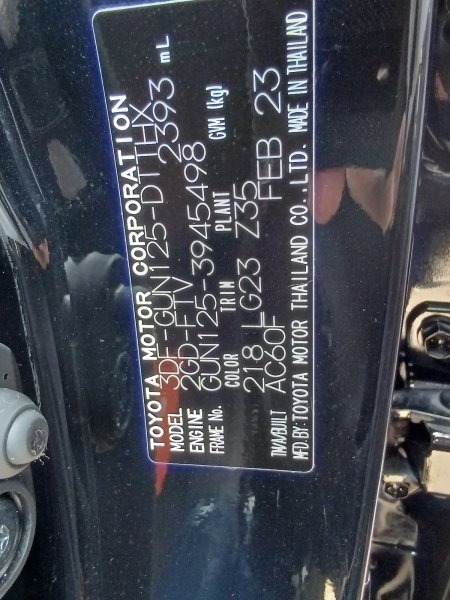 TOYOTA MOTOR CORPORATION
MODEL 3DF-GUN125-DTTHX
ENGINE 2GD-FTV 2393 mL
FRAME No. GUN125-3945498
COLOR TRIM PLANT GVM (kg)
218 LG23 Z35
TM/A/BUILT AC60F FEB 23
MFD.BY:TOYOTA MOTOR THAILAND CO.,LTD. MADE IN THAILAND